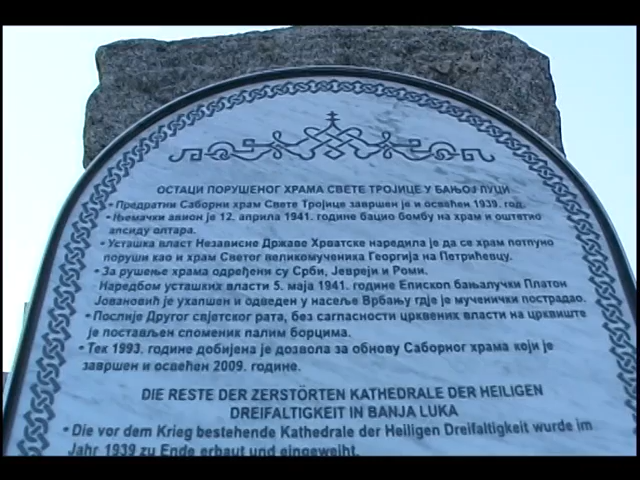 ОСТАЦИ ПОРУШЕНОГ ХРАМА СВЕТЕ ТРОЈИЦЕ У БАЊОЈ ЛУЦИ
• Предратни Саборни храм Свете Тројице завршен је и освећен 1939. год.
• Њемачки авион је 12. априла 1941. године бацио бомбу на храм и оштетио
апсиду олтара.
• Усташка власт Независне Државе Хрватске наредила је да се храм потпуно
поруши као и храм Светог великомученика Георгија на Петрићевцу.
• За рушење храма одређени су Срби, Јевреји и Роми.
Наредбом усташких власти 5. маја 1941. године Епископ бањалучки Платон
Јовановић је ухапшен и одведен у насеље Врбању гдје је мученички пострадао.
• Послије Другог свјетског рата, без сагласности црквених власти на црквиште
је постављен споменик палим борцима.
• Тек 1993. године добијена је дозвола за обнову Саборног храма који је
завршен и освећен 2009. године.
DIE RESTE DER ZERSTÖRTEN KATHEDRALE DER HEILIGEN
DREIFALTIGKEIT IN BANJA LUKA
• Die vor dem Krieg bestehende Kathedrale der Heiligen Dreifaltigkeit wurde im
Jahr 1939 zu Ende erbaut und eingeweiht.